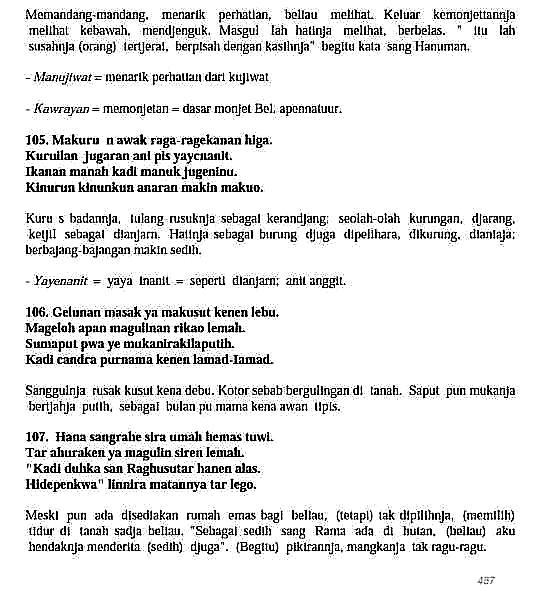 Memandang-mandang, menarik perhatian, beliau melihat. Keluar kemonjettannja
melihat kebawah, mendjenguk. Masgul lah hatinja melihat, berbelas. " Itu lah
susahnja (orang) tertjerai, berpisah dengan kasihnja" begitu kata sang Hanuman.
- Manujiwat = menarik perhatian dari kujiwat
- Kawrayan = memonjetan = dasar monjet Bel. apennatuur.
105. Makuru n awak raga-ragekanan higa.
Kurullan jugaran ani pis yaycnanit.
Ikanan manah kadi manuk jugeninu.
Kinurun kinunkun anaran makin makuo.
Kuru s badannja, tulang rusuknja sebagai kerandjang; seolah-olah kurungan, djarang,
ketjil sebagai dianjam. Hatinja sebagai burung djuga dipelihara, dikurung, dianiaja;
berbajang-bajangan makin sedih.
- Yayenanit = yaya inanit = seperti dianjam; anit anggit.
106. Gelunan masak ya makusut kenen lebu.
Mageloh apan magulinan rikao lemah.
Sumaput pwa ye mukanirakilaputih.
Kadi candra purnama kenen lamad-lamad.
Sanggulnja rusak kusut kena debu. Kotor sebab bergulingan di tanah. Saput pun mukanja
bertjahja putih, sebagai bulan pu mama kena awan tipis.
107. Hana sangrahe sira umah hemas tuwi.
Tar ahuraken ya magulin siren lemah.
"Kadi duhka san Raghusutar hanen alas.
Hidepenkwa" linnira matannya tar lego.
Meski pun ada disediakan rumah emas bagi beliau, (tetapi) tak dipilihnja, (memilih)
tidur di tanah sadja beliau. "Sebagai sedih sang Rama ada di hutan, (beliau) aku
hendaknja menderita (sedih) djuga". (Begitu) pikirannja, mangkanja tak ragu-ragu.
457